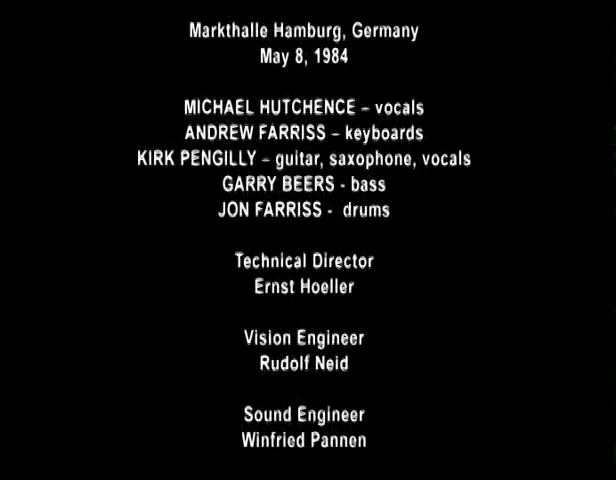 Markthalle Hamburg, Germany
May 8, 1984
MICHAEL HUTCHENCE – vocals
ANDREW FARRISS – keyboards
KIRK PENGILLY – guitar, saxophone, vocals
GARRY BEERS - bass
JON FARRISS - drums
Technical Director
Ernst Hoeller
Vision Engineer
Rudolf Neid
Sound Engineer
Winfried Pannen